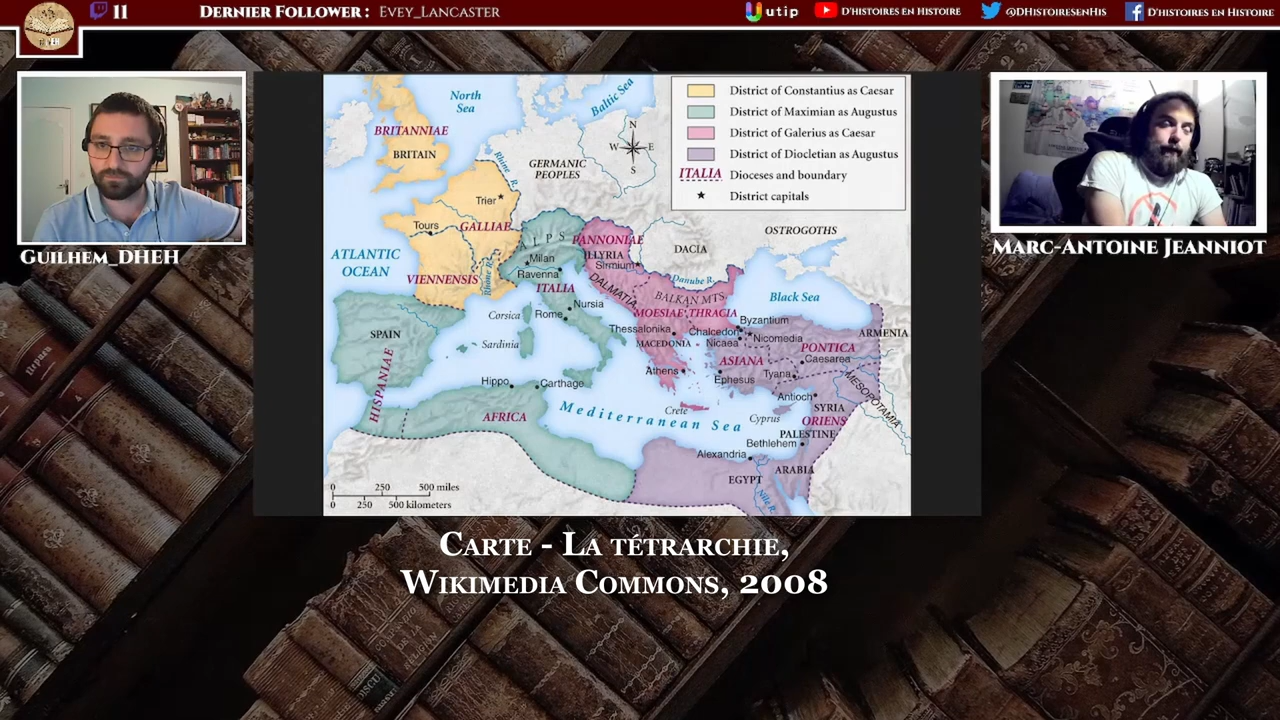 11
DERNIER FOLLOWER : EVEY_LANCASTER
utip
D'HISTOIRES EN HISTOIRE
@DHISTOIRESENHIS
D'HISTOIRES EN HISTOIRE
GUILHEM_DHEH
MARC-ANTOINE JEANNIOT
District of Constantius as Caesar
District of Maximian as Augustus
District of Galerius as Caesar
District of Diocletian as Augustus
ITALIA Dioceses and boundary
District capitals
North
Sea
Baltic Sea
BRITANNIAE
BRITAIN
N
W E
S
Rhine R.
GERMANIC
PEOPLES
Trier
Tours
GALLIAE
ATLANTIC
OCEAN
VIENNENSIS
Rhône R.
ALPS
Milan
Ravenna
ITALIA
PANNONIAE
ILLYRIA
Sirmium
DACIA
OSTROGOTHS
Danube R.
DALMATIA
BALKAN MTS.
Black Sea
MOESIAE
THRACIA
Corsica
Rome
Nursia
Sardinia
SPAIN
HISPANIAE
Thessalonika
MACEDONIA
Byzantium
Chalcedon
Nicaea
Nicomedia
ARMENIA
PONTICA
Caesarea
ASIANA
Athens
Ephesus
Tyana
MESOPOTAMIA
Hippo
Carthage
AFRICA
Mediterranean Sea
Crete
Cyprus
Antioch
SYRIA
ORIENS
PALESTINE
Bethlehem
Alexandria
EGYPT
ARABIA
Nile R.
0 250 500 miles
0 250 500 kilometers
CARTE - LA TÉTRARCHIE,
WIKIMEDIA COMMONS, 2008